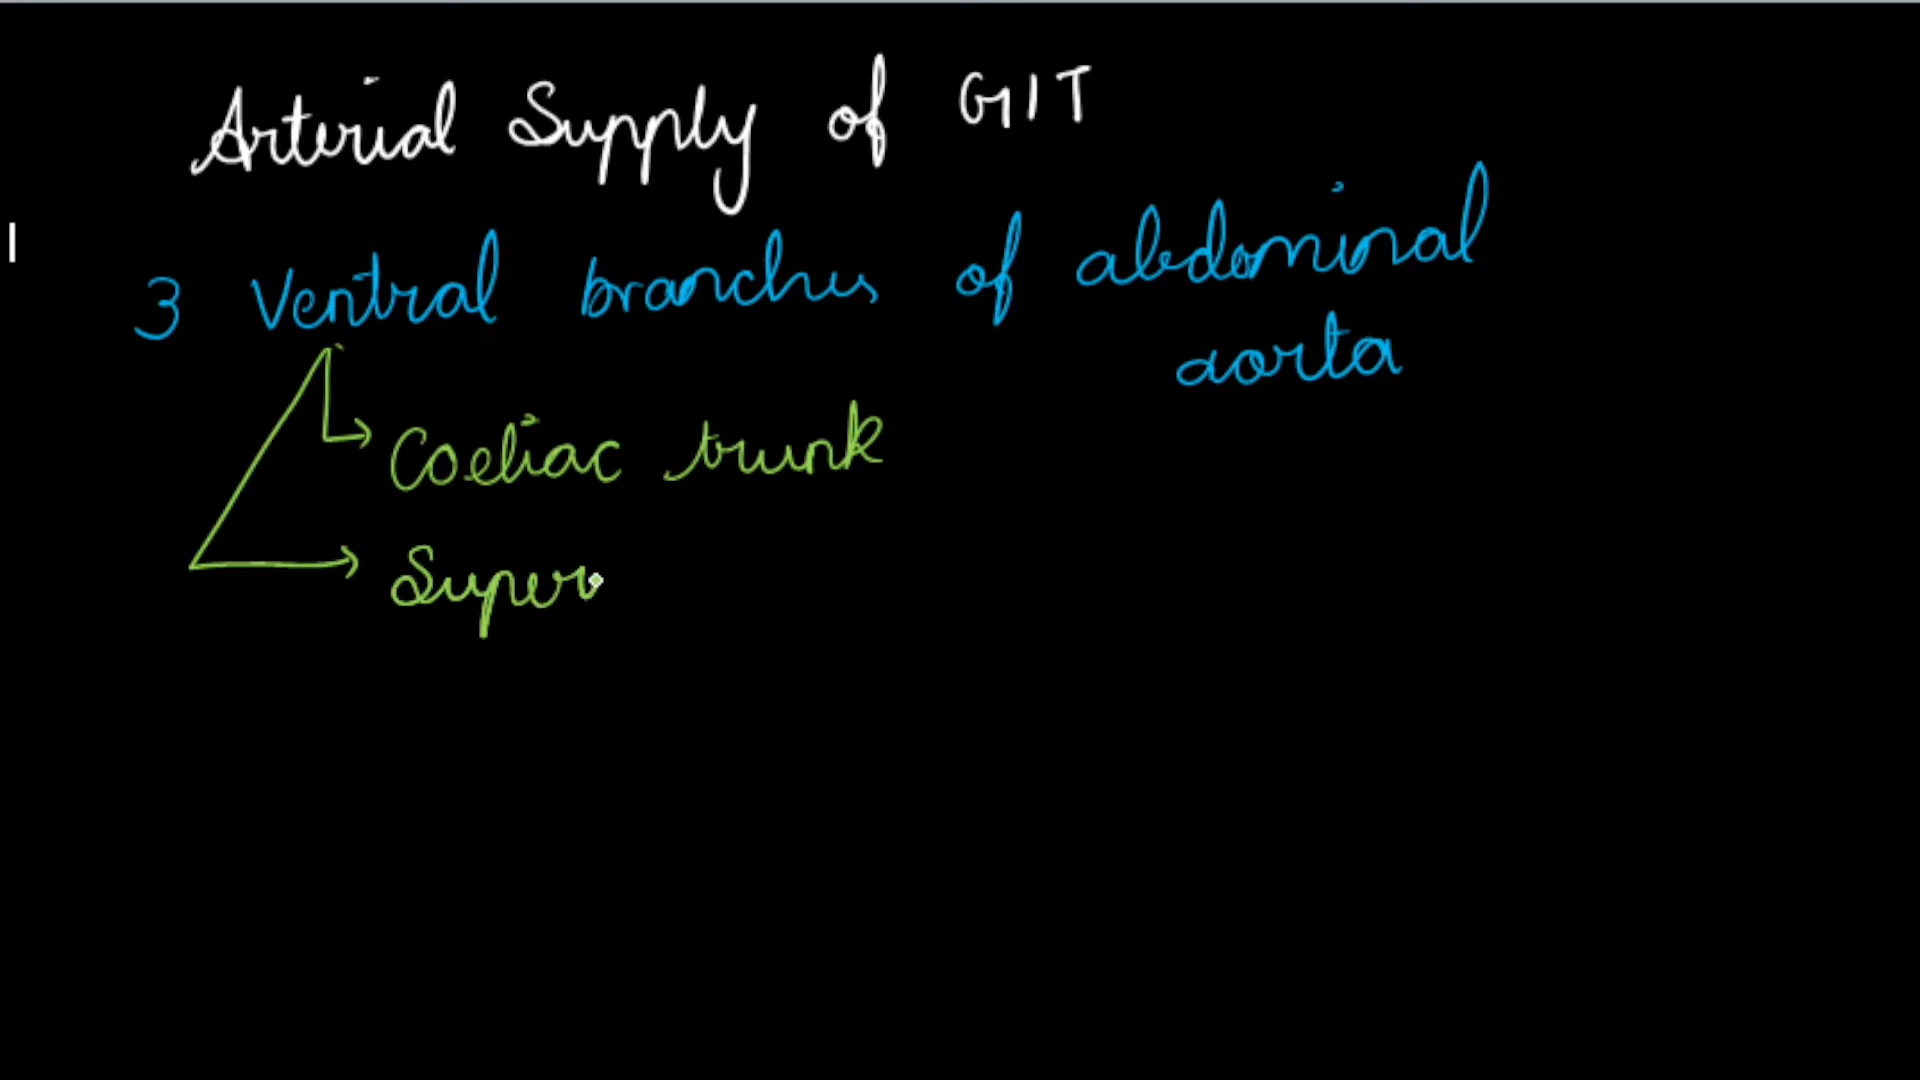 Arterial Supply of GIT
3 Ventral branches of abdominal
aorta
Coeliac trunk
Super